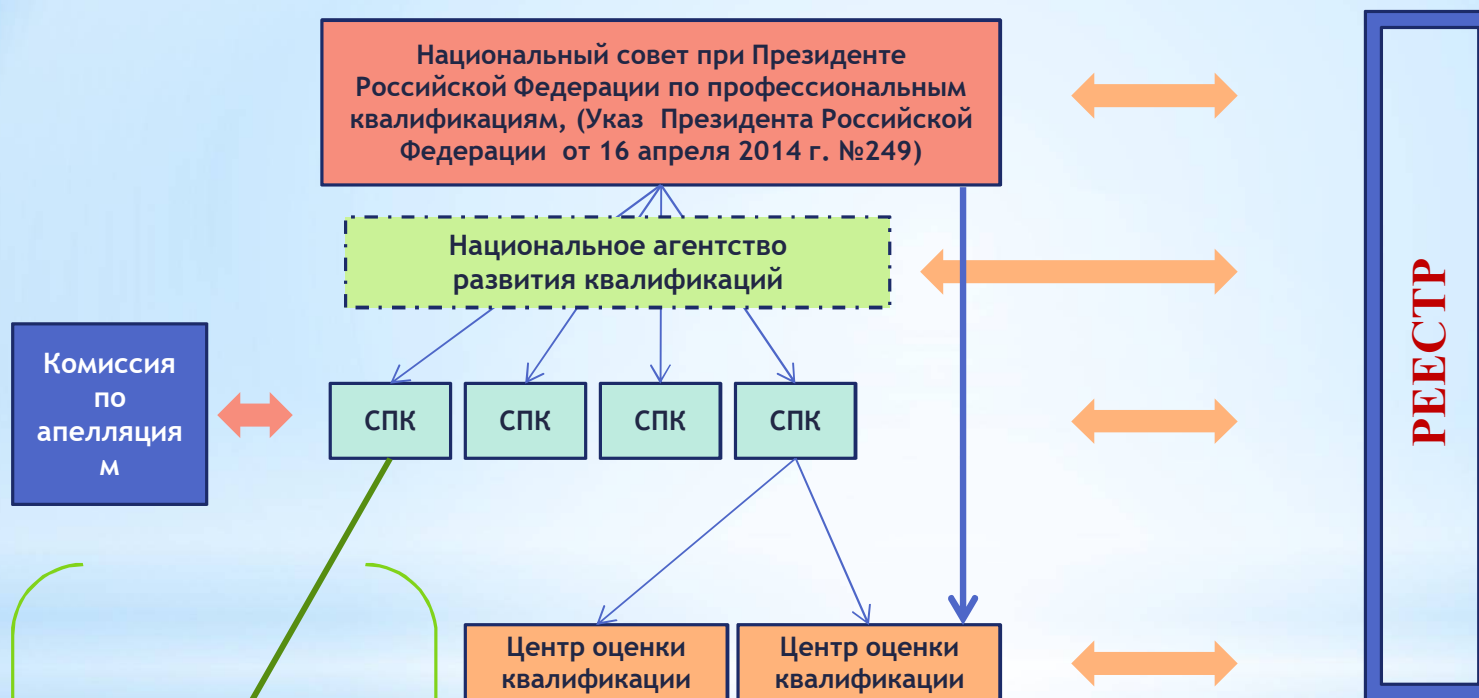 Национальный совет при Президенте
Российской Федерации по профессиональным
квалификациям, (Указ Президента Российской
Федерации от 16 апреля 2014 г. №249)
Национальное агентство
развития квалификаций
Комиссия
по
апелляция
м
СПК
СПК
СПК
СПК
Центр оценки
квалификации
Центр оценки
квалификации
РЕЕСТР